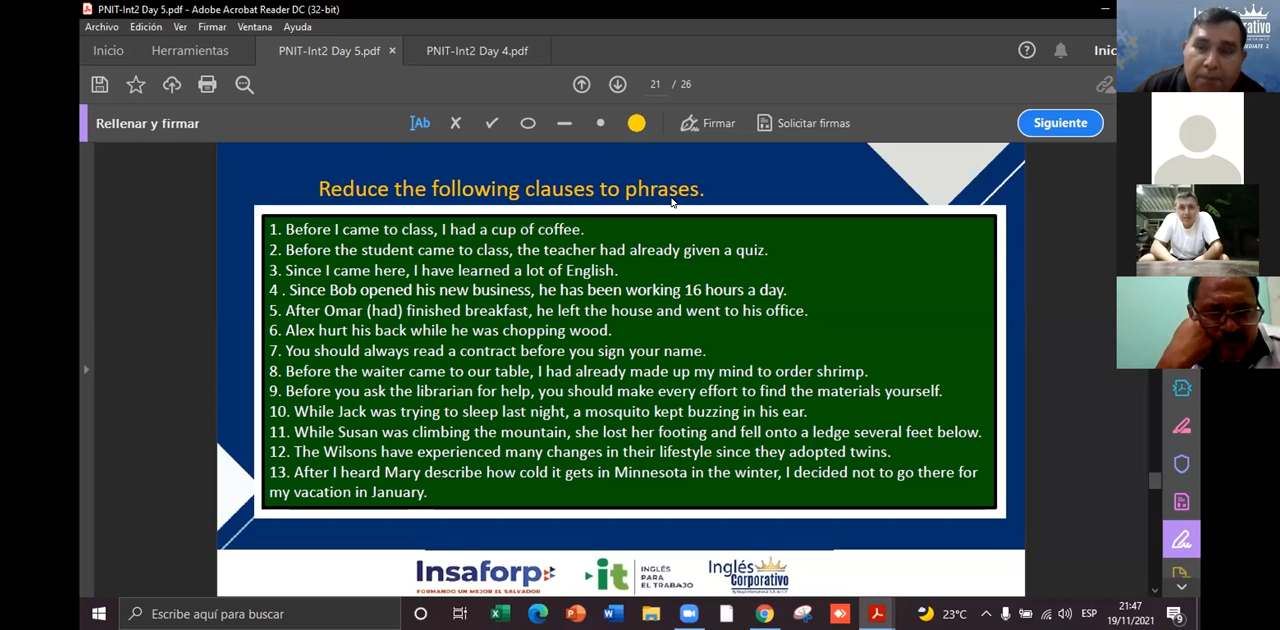 PNIT-Int2 Day 5.pdf - Adobe Acrobat Reader DC (32-bit)
Archivo Edición Ver Firmar Ventana Ayuda
Inicio Herramientas PNIT-Int2 Day 5.pdf × PNIT-Int2 Day 4.pdf Inic
21 / 26
Rellenar y firmar Firmar Solicitar firmas Siguiente
Reduce the following clauses to phrases.
1. Before I came to class, I had a cup of coffee.
2. Before the student came to class, the teacher had already given a quiz.
3. Since I came here, I have learned a lot of English.
4 . Since Bob opened his new business, he has been working 16 hours a day.
5. After Omar (had) finished breakfast, he left the house and went to his office.
6. Alex hurt his back while he was chopping wood.
7. You should always read a contract before you sign your name.
8. Before the waiter came to our table, I had already made up my mind to order shrimp.
9. Before you ask the librarian for help, you should make every effort to find the materials yourself.
10. While Jack was trying to sleep last night, a mosquito kept buzzing in his ear.
11. While Susan was climbing the mountain, she lost her footing and fell onto a ledge several feet below.
12. The Wilsons have experienced many changes in their lifestyle since they adopted twins.
13. After I heard Mary describe how cold it gets in Minnesota in the winter, I decided not to go there for
my vacation in January.
Insaforp
FORMANDO UN MEJOR EL SALVADOR
it INGLÉS
PARA
EL TRABAJO
Inglés
Corporativo
Escribe aquí para buscar
23°C ESP
21:47
19/11/2021